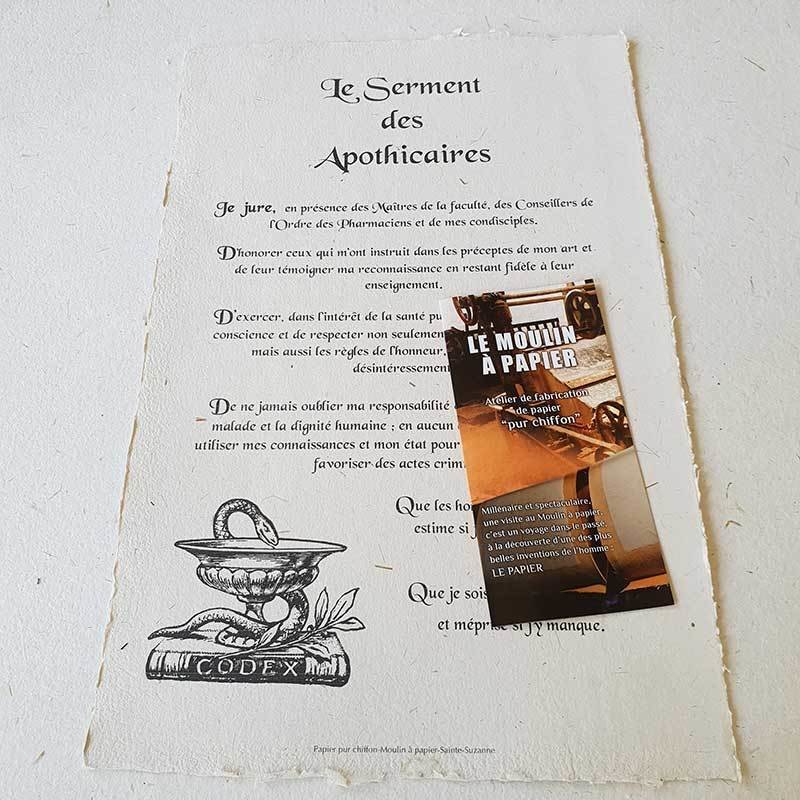 Le Serment
des
Apothicaires
Je jure, en présence des Maîtres de la faculté, des Conseillers de
l'Ordre des Pharmaciens et de mes condisciples.
D'honorer ceux qui m'ont instruit dans les préceptes de mon art et
de leur témoigner ma reconnaissance en restant fidèle à leur
enseignement.
D'exercer, dans l'intérêt de la santé pu
conscience et de respecter non seulemen
mais aussi les règles de l'honneur,
désintéressement
De ne jamais oublier ma responsabilité
malade et la dignité humaine ; en aucun
utiliser mes connaissances et mon état pour
favoriser des actes crim
Que les ho
estime si j
Que je sois
et mépris si j'y manque.
CODEX
Papier pur chiffon-Moulin à papier-Sainte-Suzanne
LE MOULIN
À PAPIER
Atelier de fabrication
de papier
"pur chiffon"
Millénaire et spectaculaire,
une visite au Moulin à papier,
c'est un voyage dans le passé,
à la découverte d'une des plus
belles inventions de l'homme :
LE PAPIER